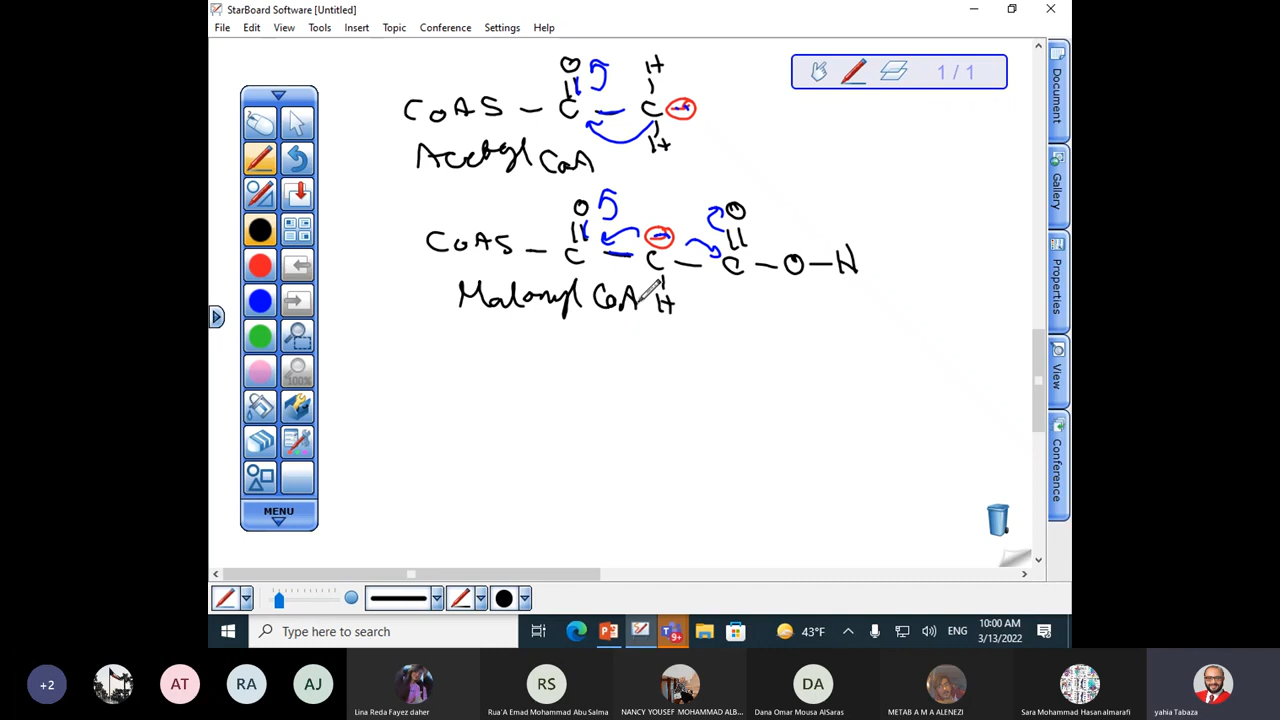 StarBoard Software [Untitled]
File Edit View Tools Insert Topic Conference Settings Help
1 / 1
O H
CoAS — C — C −
H
Acetyl CoA
O − O
CoAS — C — C — C — O — H
H
Malonyl CoA
100%
MENU
Document
Gallery
Properties
View
Conference
Type here to search
9+
43°F
ENG
10:00 AM
3/13/2022
+2
AT
RA
AJ
Lina Reda Fayez daher
RS
Rua'A Emad Mohammad Abu Salma
NANCY YOUSEF MOHAMMAD ALB...
DA
Dana Omar Mousa AlSaras
METAB A M A ALENEZI
Sara Mohammad Hasan almarafi
yahia Tabaza